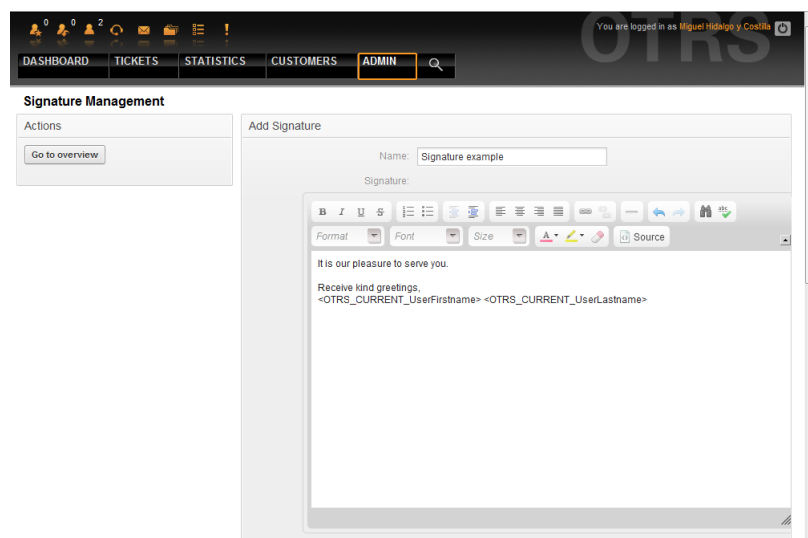 0 0 2
OTRS
You are logged in as Miguel Hidalgo y Costilla
DASHBOARD TICKETS STATISTICS CUSTOMERS ADMIN
Signature Management
Actions
Go to overview
Add Signature
Name: Signature example
Signature:
B I U S abc
Format Font Size A Source
It is our pleasure to serve you.
Receive kind greetings,
<OTRS_CURRENT_UserFirstname> <OTRS_CURRENT_UserLastname>